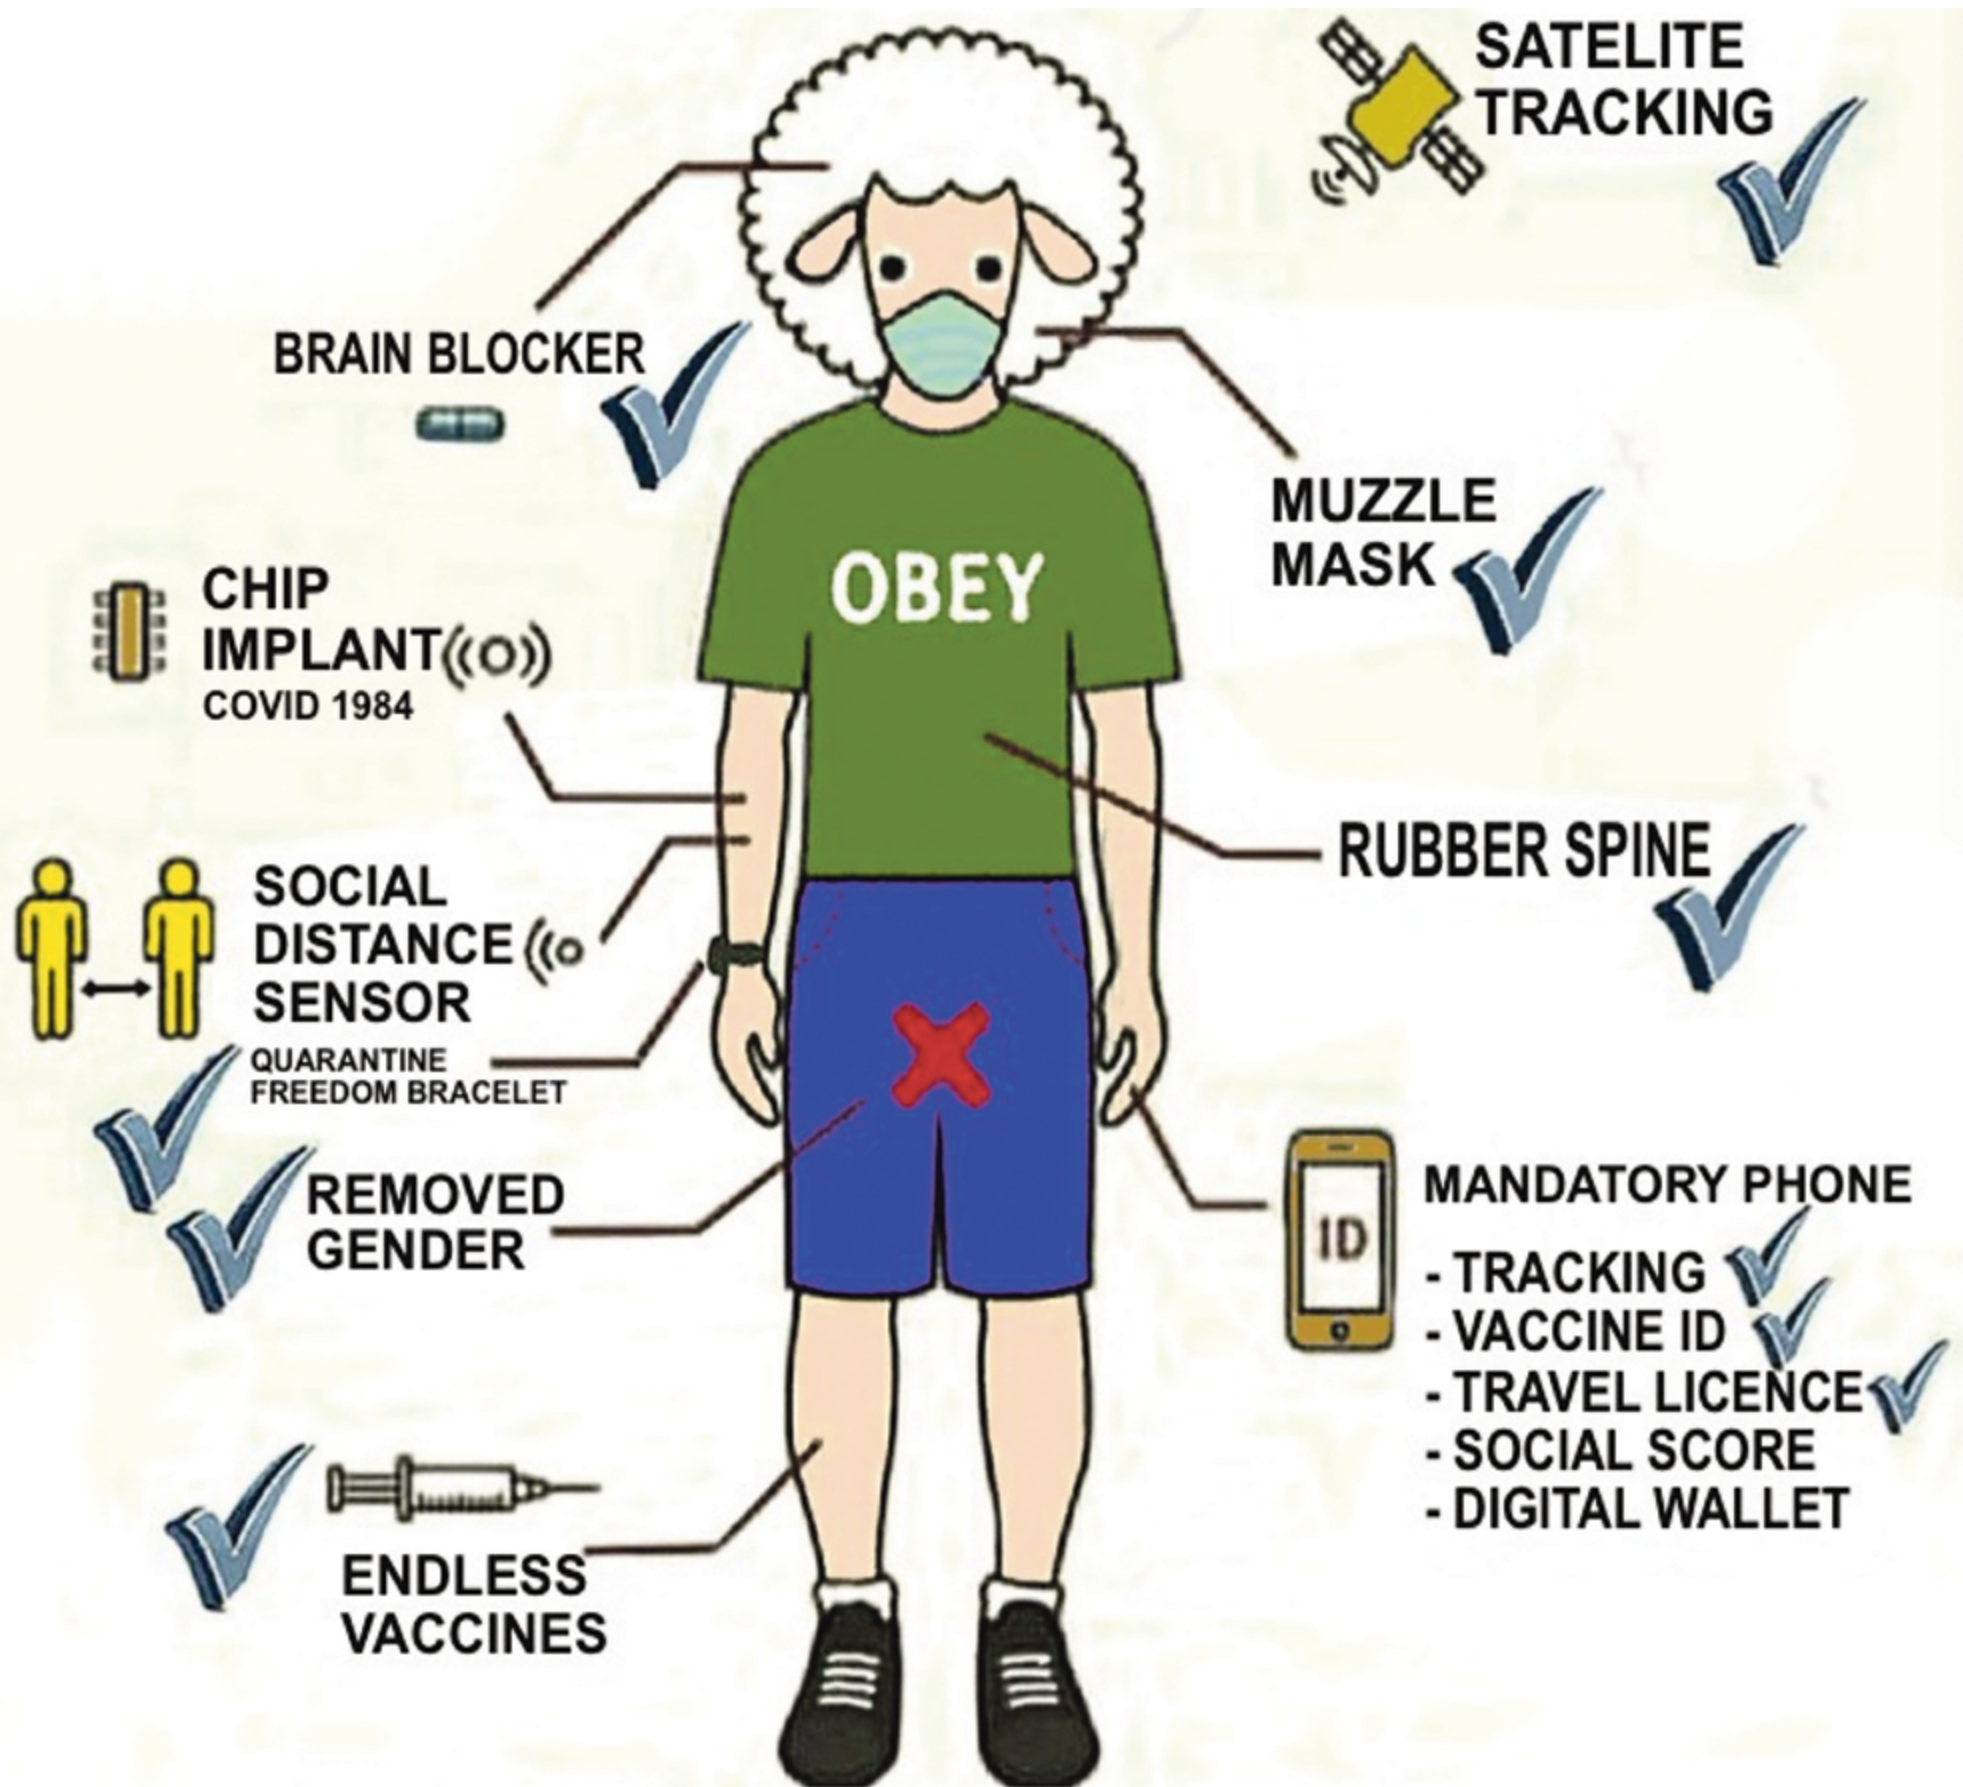 SATELITE
TRACKING
BRAIN BLOCKER
MUZZLE
MASK
OBEY
CHIP
IMPLANT
COVID 1984
RUBBER SPINE
SOCIAL
DISTANCE
SENSOR
QUARANTINE
FREEDOM BRACELET
REMOVED
GENDER
ID
MANDATORY PHONE
- TRACKING
- VACCINE ID
- TRAVEL LICENCE
- SOCIAL SCORE
- DIGITAL WALLET
ENDLESS
VACCINES